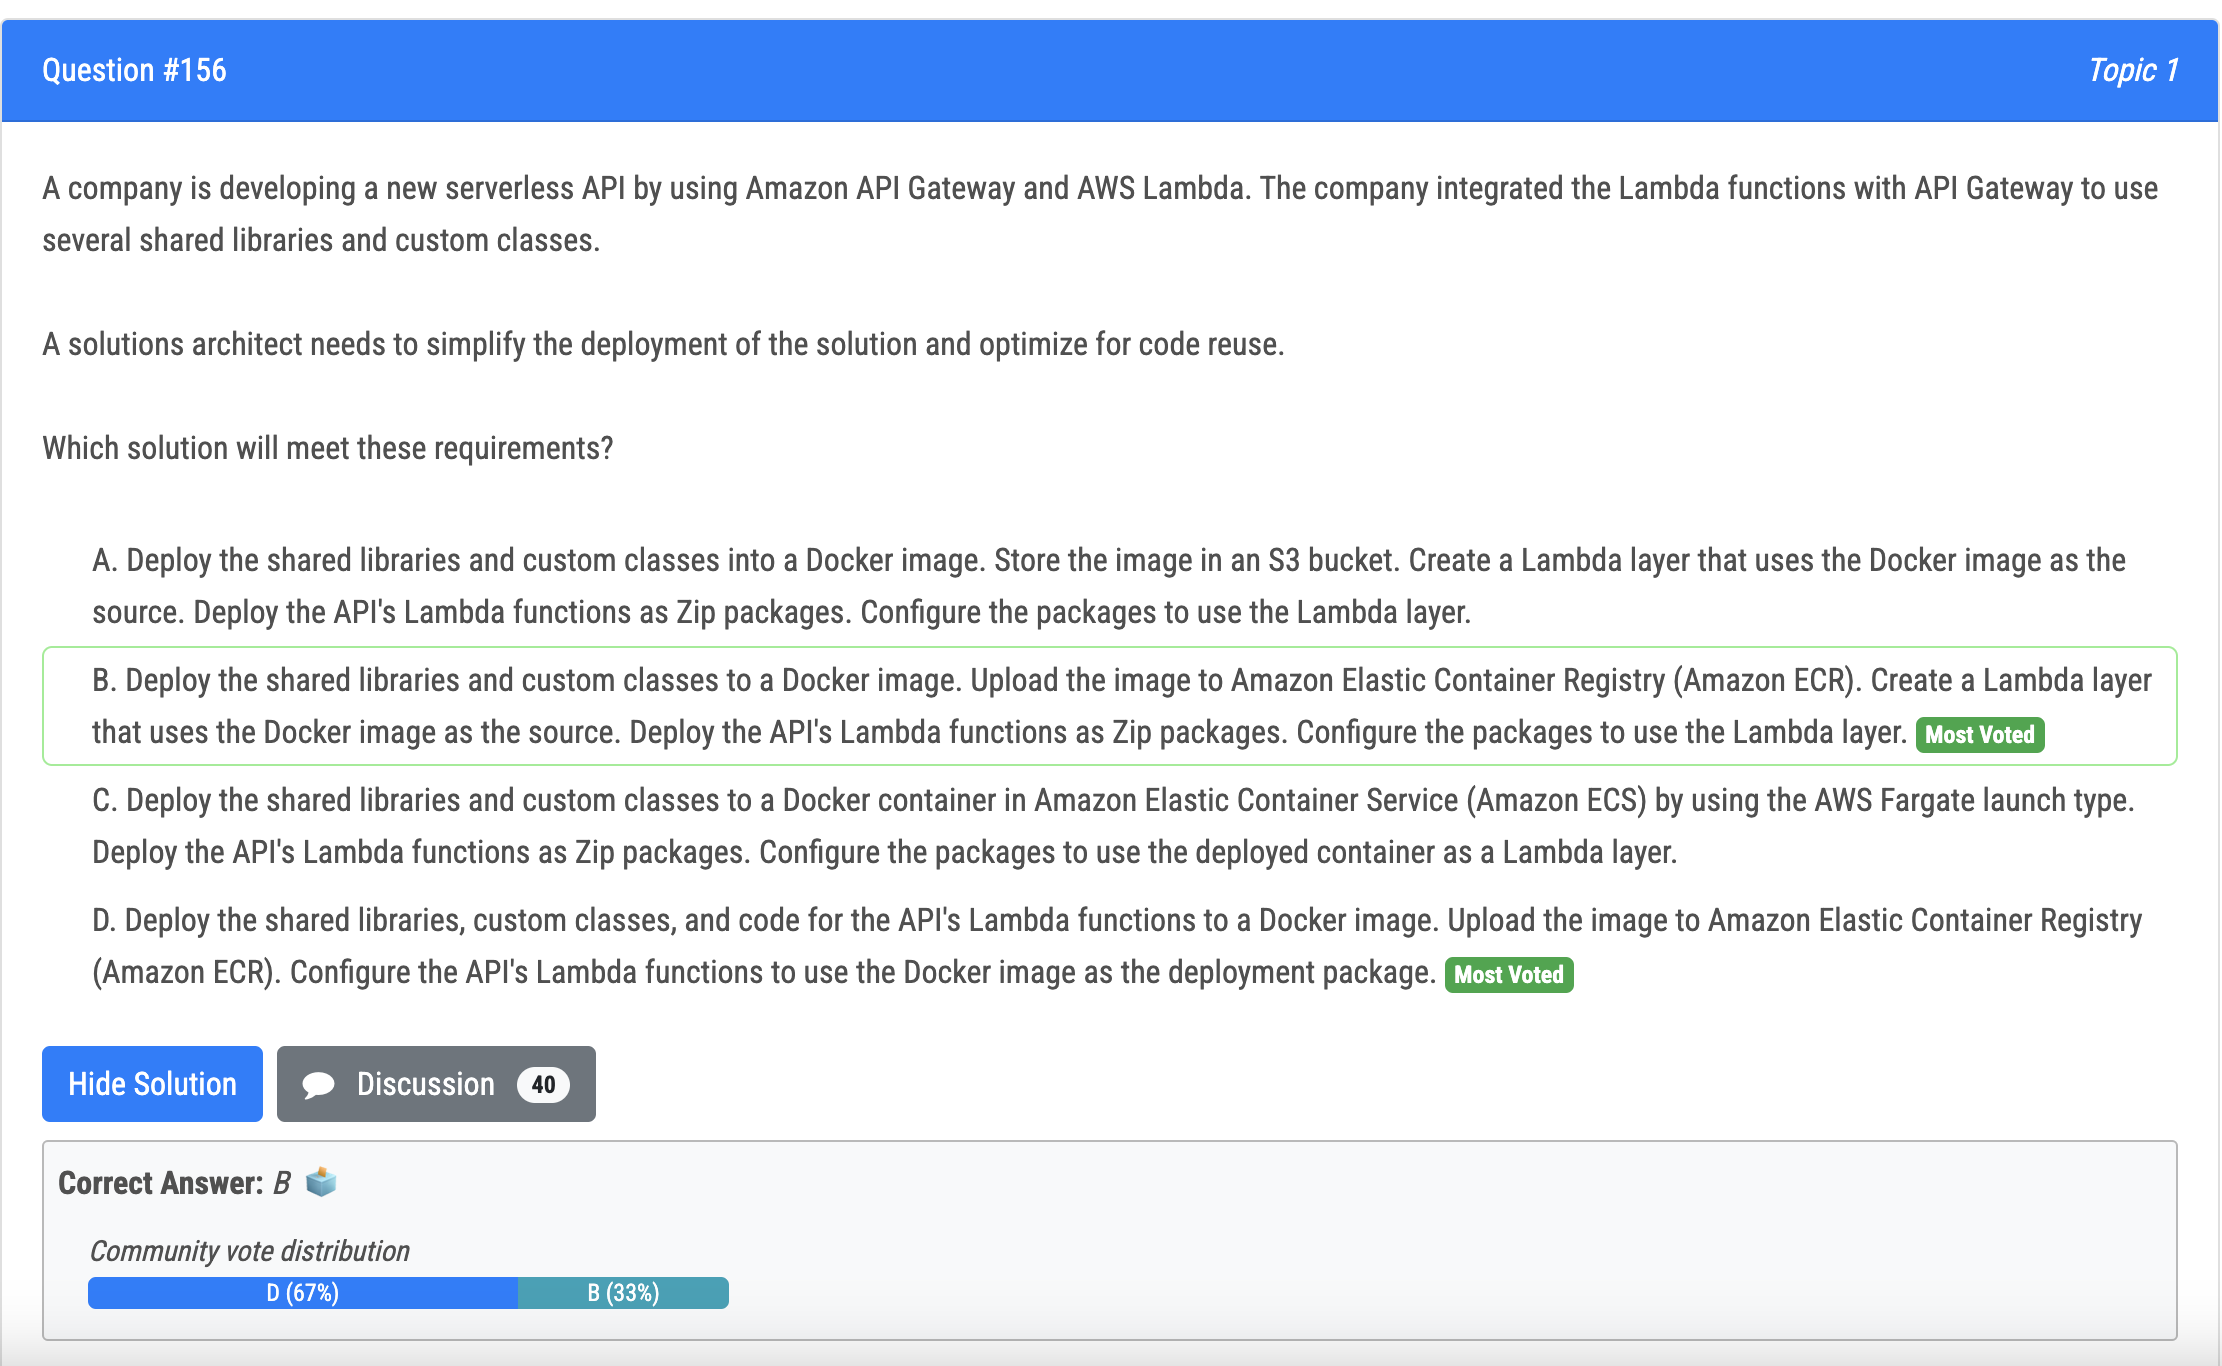 Question #156
Topic 1
A company is developing a new serverless API by using Amazon API Gateway and AWS Lambda. The company integrated the Lambda functions with API Gateway to use
several shared libraries and custom classes.
A solutions architect needs to simplify the deployment of the solution and optimize for code reuse.
Which solution will meet these requirements?
A. Deploy the shared libraries and custom classes into a Docker image. Store the image in an S3 bucket. Create a Lambda layer that uses the Docker image as the
source. Deploy the API's Lambda functions as Zip packages. Configure the packages to use the Lambda layer.
B. Deploy the shared libraries and custom classes to a Docker image. Upload the image to Amazon Elastic Container Registry (Amazon ECR). Create a Lambda layer
that uses the Docker image as the source. Deploy the API's Lambda functions as Zip packages. Configure the packages to use the Lambda layer. Most Voted
C. Deploy the shared libraries and custom classes to a Docker container in Amazon Elastic Container Service (Amazon ECS) by using the AWS Fargate launch type.
Deploy the API's Lambda functions as Zip packages. Configure the packages to use the deployed container as a Lambda layer.
D. Deploy the shared libraries, custom classes, and code for the API's Lambda functions to a Docker image. Upload the image to Amazon Elastic Container Registry
(Amazon ECR). Configure the API's Lambda functions to use the Docker image as the deployment package. Most Voted
Hide Solution
Discussion 40
Correct Answer: B
Community vote distribution
D (67%) B (33%)